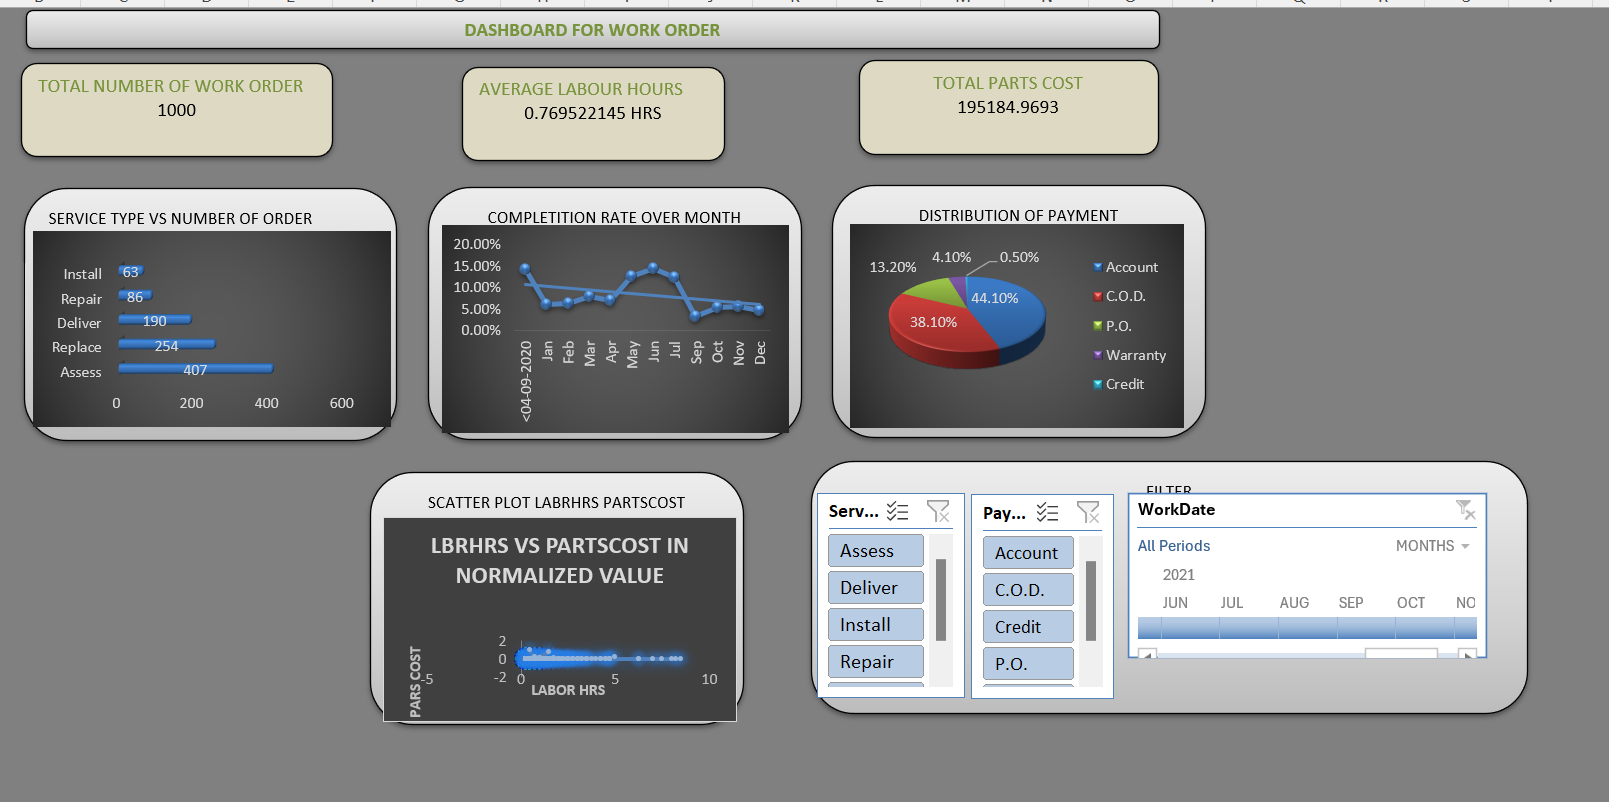 DASHBOARD FOR WORK ORDER
TOTAL NUMBER OF WORK ORDER
1000
AVERAGE LABOUR HOURS
0.769522145 HRS
TOTAL PARTS COST
195184.9693
SERVICE TYPE VS NUMBER OF ORDER
Install 63
Repair 86
Deliver 190
Replace 254
Assess 407
0 200 400 600
COMPLETITION RATE OVER MONTH
20.00%
15.00%
10.00%
5.00%
0.00%
<04-09-2020 Jan Feb Mar Apr May Jun Jul Sep Oct Nov Dec
DISTRIBUTION OF PAYMENT
13.20% 4.10% 0.50%
44.10%
38.10%
Account
C.O.D.
P.O.
Warranty
Credit
SCATTER PLOT LABRHRS PARTSCOST
LBRHRS VS PARTSCOST IN
NORMALIZED VALUE
2
0
-2
-5 0 5 10
PARS COST
LABOR HRS
FILTER
Serv...
Assess
Deliver
Install
Repair
Pay...
Account
C.O.D.
Credit
P.O.
WorkDate
All Periods MONTHS
2021
JUN JUL AUG SEP OCT NO